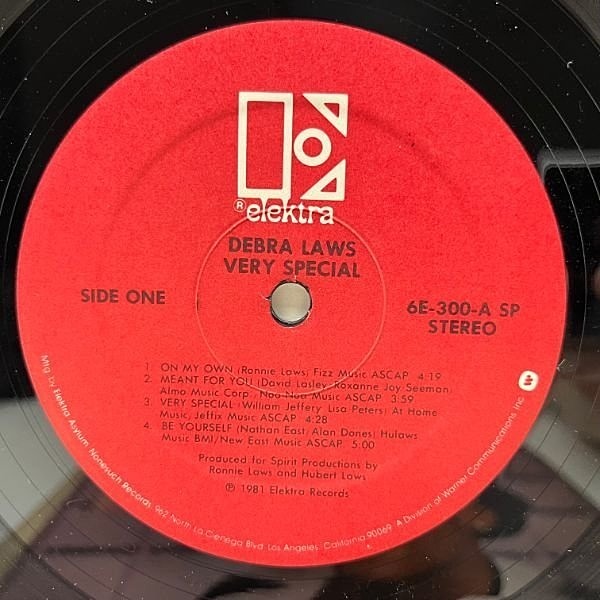 ® elektra
DEBRA LAWS
VERY SPECIAL
SIDE ONE
6E-300-A SP
STEREO
1. ON MY OWN (Ronnie Laws) Fizz Music ASCAP 4:19
2. MEANT FOR YOU (David Lasley, Roxanne Joy Seeman)
Almo Music Corp., Noa Noa Music ASCAP 3:59
3. VERY SPECIAL (William Jeffery Lisa Peters) At Home
Music, Jeffix Music ASCAP 4:28
4. BE YOURSELF (Nathan East/Alan Dones) Hulaws
Music BMI/New East Music ASCAP 5:00
Produced for Spirit Productions by
Ronnie Laws and Hubert Laws
℗ 1981 Elektra Records
Mfg by Elektra/Asylum/Nonesuch Records, 962 North La Cienega Blvd. Los Angeles, California 90069. A Division of Warner Communications Inc.